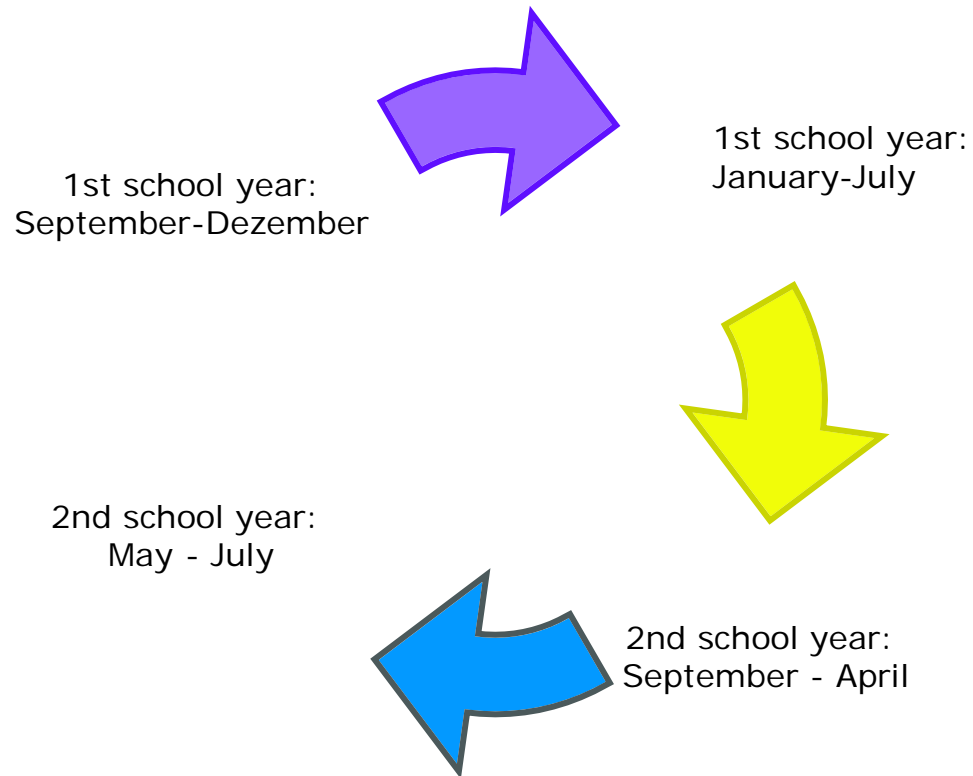 1st school year:
September-Dezember
1st school year:
January-July
2nd school year:
September - April
2nd school year:
May - July